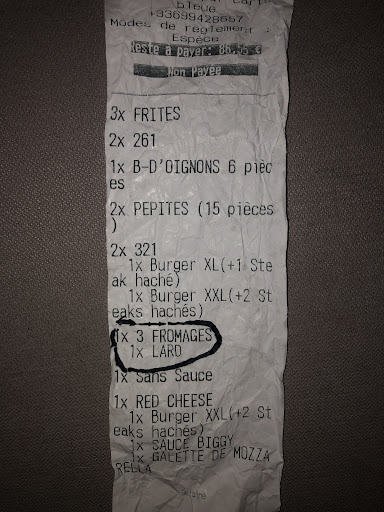 bleue
+33699428657
Modes de règlement :
Espèce
Reste à payer: 86.45 €
Non Payée
3x FRITES
2x 261
1x B-D'OIGNONS 6 pièc
es
2x PEPITES (15 pièces
)
2x 321
1x Burger XL(+1 Ste
ak haché)
1x Burger XXL(+2 St
eaks hachés)
1x 3 FROMAGES
1x LARD
1x Sans Sauce
1x RED CHEESE
1x Burger XXL(+2 St
eaks hachés)
1x SAUCE BIGGY
1x GALETTE DE MOZZA
RELLA